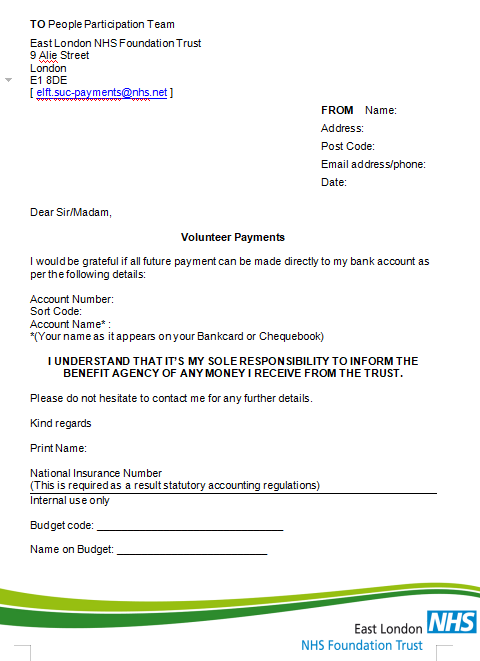 TO People Participation Team
East London NHS Foundation Trust
9 Alie Street
London
E1 8DE
[ elft.suc-payments@nhs.net ]
FROM Name:
Address:
Post Code:
Email address/phone:
Date:
Dear Sir/Madam,
Volunteer Payments
I would be grateful if all future payment can be made directly to my bank account as
per the following details:
Account Number:
Sort Code:
Account Name* :
*(Your name as it appears on your Bankcard or Chequebook)
I UNDERSTAND THAT IT'S MY SOLE RESPONSIBILITY TO INFORM THE
BENEFIT AGENCY OF ANY MONEY I RECEIVE FROM THE TRUST.
Please do not hesitate to contact me for any further details.
Kind regards
Print Name:
National Insurance Number
(This is required as a result statutory accounting regulations)
Internal use only
Budget code: ______________________________
Name on Budget: ________________________
East London NHS
NHS Foundation Trust